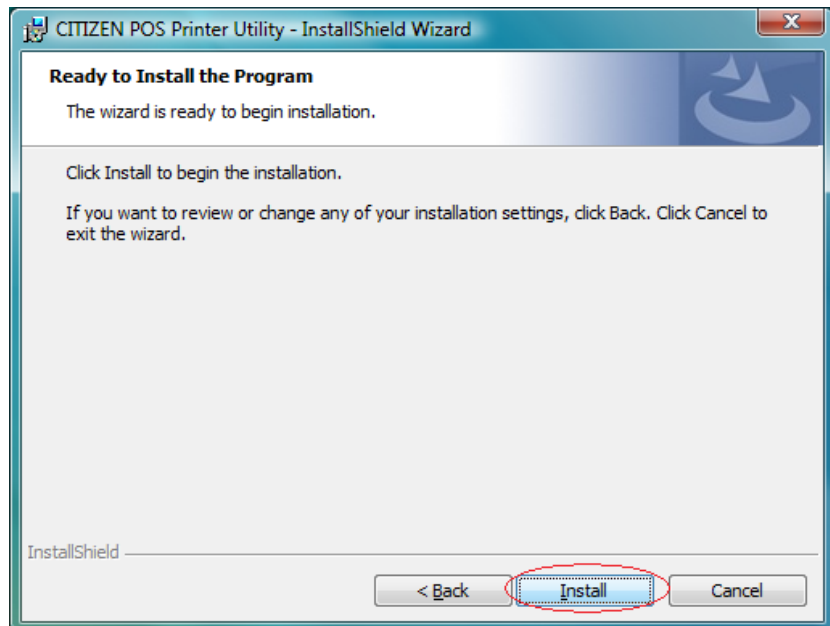 CITIZEN POS Printer Utility - InstallShield Wizard
Ready to Install the Program
The wizard is ready to begin installation.
Click Install to begin the installation.
If you want to review or change any of your installation settings, click Back. Click Cancel to
exit the wizard.
InstallShield
< Back Install Cancel